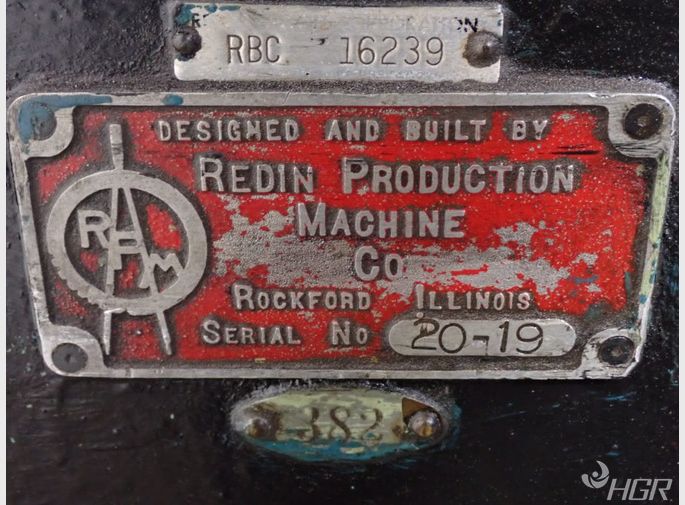 RBC 16239
DESIGNED AND BUILT BY
REDIN PRODUCTION
MACHINE
CO
ROCKFORD ILLINOIS
SERIAL NO 20-19
RPM
382
HGR